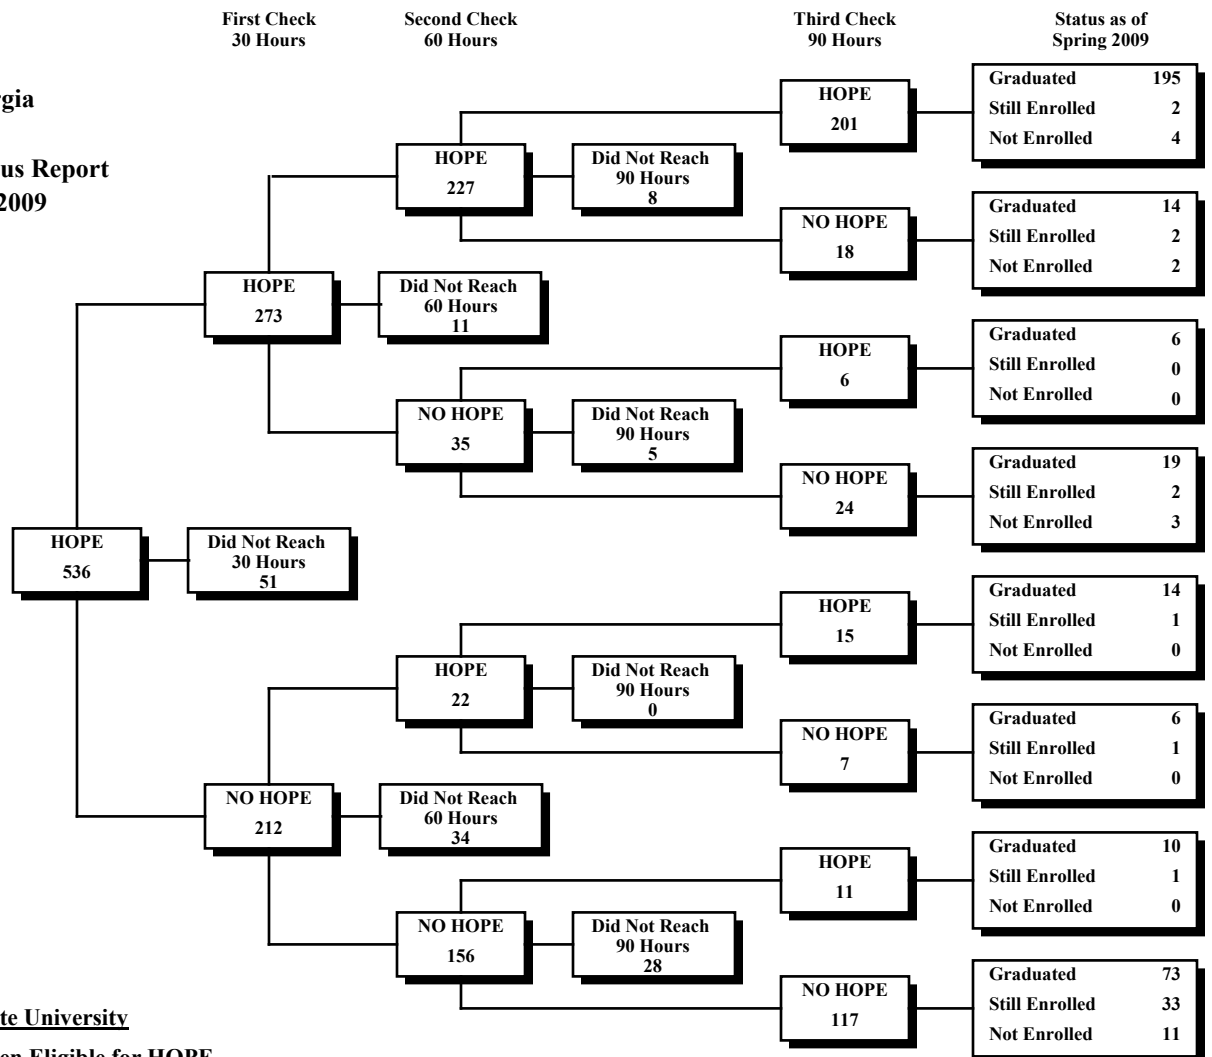 First Check
30 Hours
Second Check
60 Hours
Third Check
90 Hours
Status as of
Spring 2009
rgia
us Report
2009
HOPE
536
Did Not Reach
30 Hours
51
HOPE
273
Did Not Reach
60 Hours
11
NO HOPE
212
Did Not Reach
60 Hours
34
HOPE
227
Did Not Reach
90 Hours
8
NO HOPE
35
Did Not Reach
90 Hours
5
HOPE
22
Did Not Reach
90 Hours
0
NO HOPE
156
Did Not Reach
90 Hours
28
HOPE
201
Graduated 195
Still Enrolled 2
Not Enrolled 4
NO HOPE
18
Graduated 14
Still Enrolled 2
Not Enrolled 2
HOPE
6
Graduated 6
Still Enrolled 0
Not Enrolled 0
NO HOPE
24
Graduated 19
Still Enrolled 2
Not Enrolled 3
HOPE
15
Graduated 14
Still Enrolled 1
Not Enrolled 0
NO HOPE
7
Graduated 6
Still Enrolled 1
Not Enrolled 0
HOPE
11
Graduated 10
Still Enrolled 1
Not Enrolled 0
NO HOPE
117
Graduated 73
Still Enrolled 33
Not Enrolled 11
te University
en Eligible for HOPE